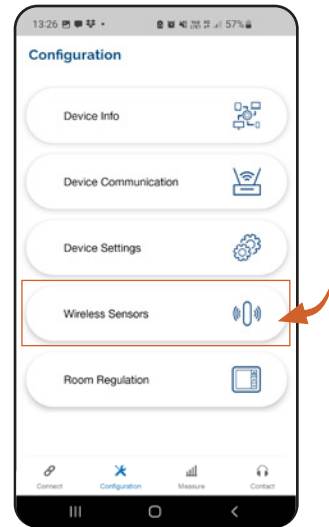 13:26 57%
Configuration
Device Info
Device Communication
Device Settings
Wireless Sensors
Room Regulation
Connect Configuration Measure Contact